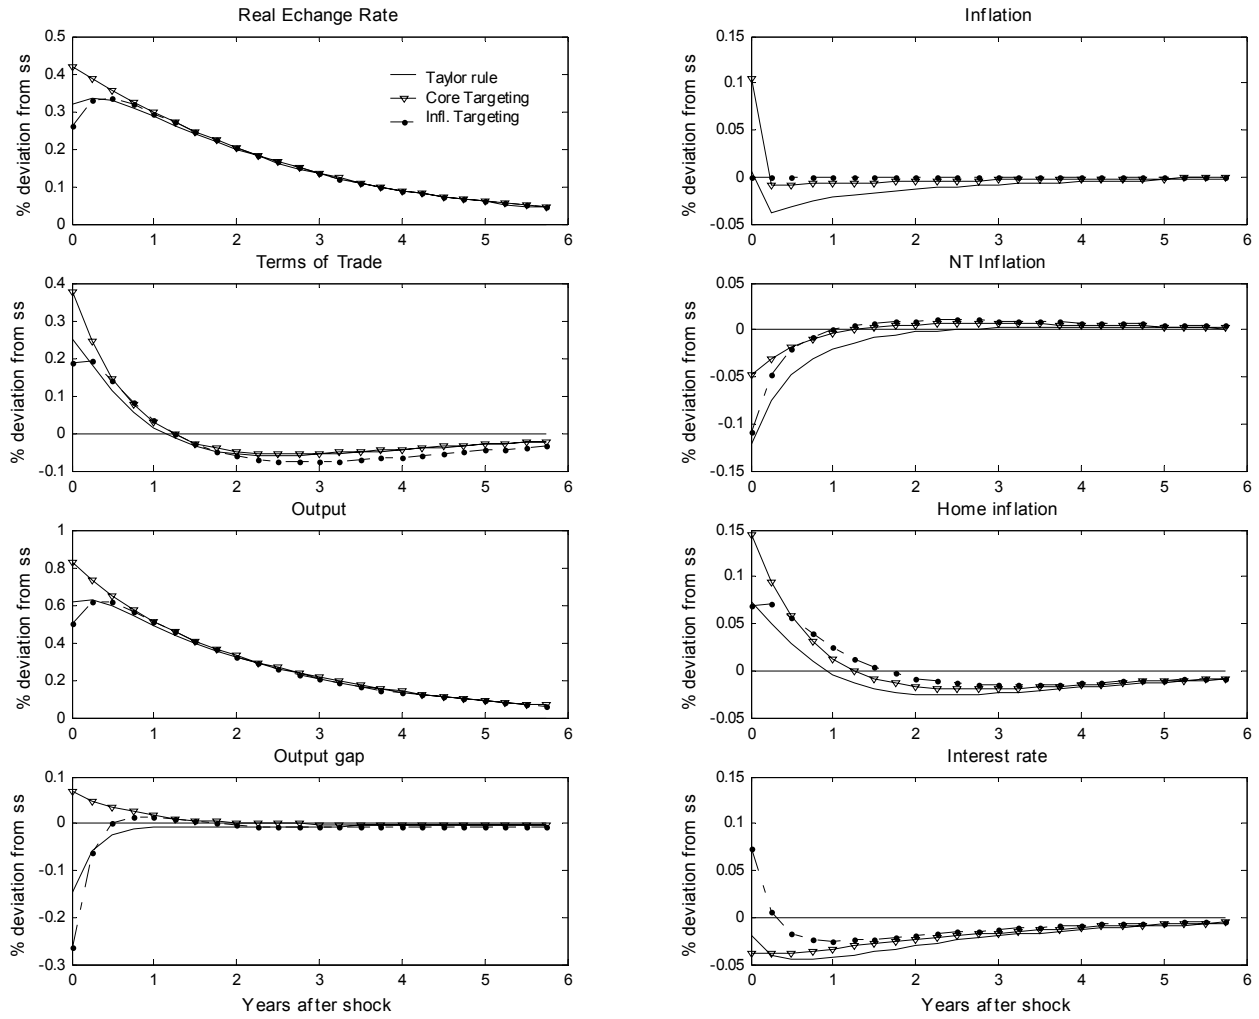 Real Echange Rate
% deviation from ss
0.5
0.4
0.3
0.2
0.1
0
0 1 2 3 4 5 6
Taylor rule
Core Targeting
Infl. Targeting
Inflation
% deviation from ss
0.15
0.1
0.05
0
-0.05
0 1 2 3 4 5 6
Terms of Trade
% deviation from ss
0.4
0.3
0.2
0.1
0
-0.1
0 1 2 3 4 5 6
NT Inflation
% deviation from ss
0.05
0
-0.05
-0.1
-0.15
0 1 2 3 4 5 6
Output
% deviation from ss
1
0.8
0.6
0.4
0.2
0
0 1 2 3 4 5 6
Home inflation
% deviation from ss
0.15
0.1
0.05
0
-0.05
0 1 2 3 4 5 6
Output gap
% deviation from ss
0.1
0
-0.1
-0.2
-0.3
0 1 2 3 4 5 6
Years after shock
Interest rate
% deviation from ss
0.15
0.1
0.05
0
-0.05
0 1 2 3 4 5 6
Years after shock